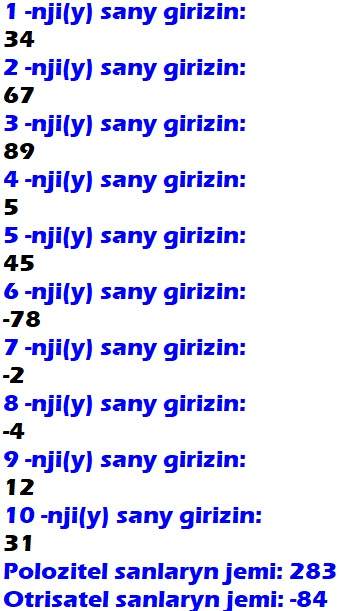 1 -nji(y) sany girizin:
34
2 -nji(y) sany girizin:
67
3 -nji(y) sany girizin:
89
4 -nji(y) sany girizin:
5
5 -nji(y) sany girizin:
45
6 -nji(y) sany girizin:
-78
7 -nji(y) sany girizin:
-2
8 -nji(y) sany girizin:
-4
9 -nji(y) sany girizin:
12
10 -nji(y) sany girizin:
31
Polozitel sanlaryn jemi: 283
Otrisatel sanlaryn jemi: -84